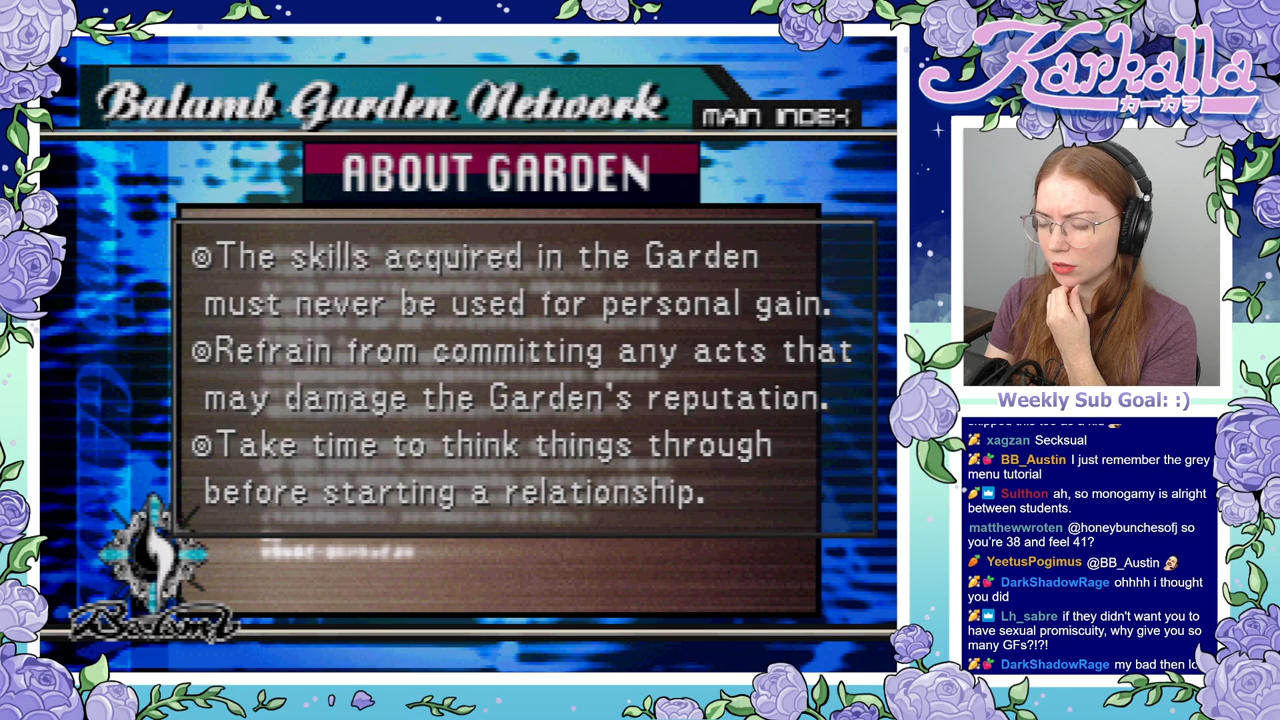 Balamb Garden Network
MAIN INDEX
ABOUT GARDEN
◎The skills acquired in the Garden
must never be used for personal gain.
◎Refrain from committing any acts that
may damage the Garden's reputation.
◎Take time to think things through
before starting a relationship.
Balamb
Karkalla
カーカラ
Weekly Sub Goal: :)
xagzan Secksual
BB_Austin I just remember the grey
menu tutorial
Sulthon ah, so monogamy is alright
between students.
matthewwroten @honeybunchesofj so
you're 38 and feel 41?
YeetusPogimus @BB_Austin
DarkShadowRage ohhhh i thought
you did
Lh_sabre if they didn't want you to
have sexual promiscuity, why give you so
many GFs?!?!
DarkShadowRage my bad then